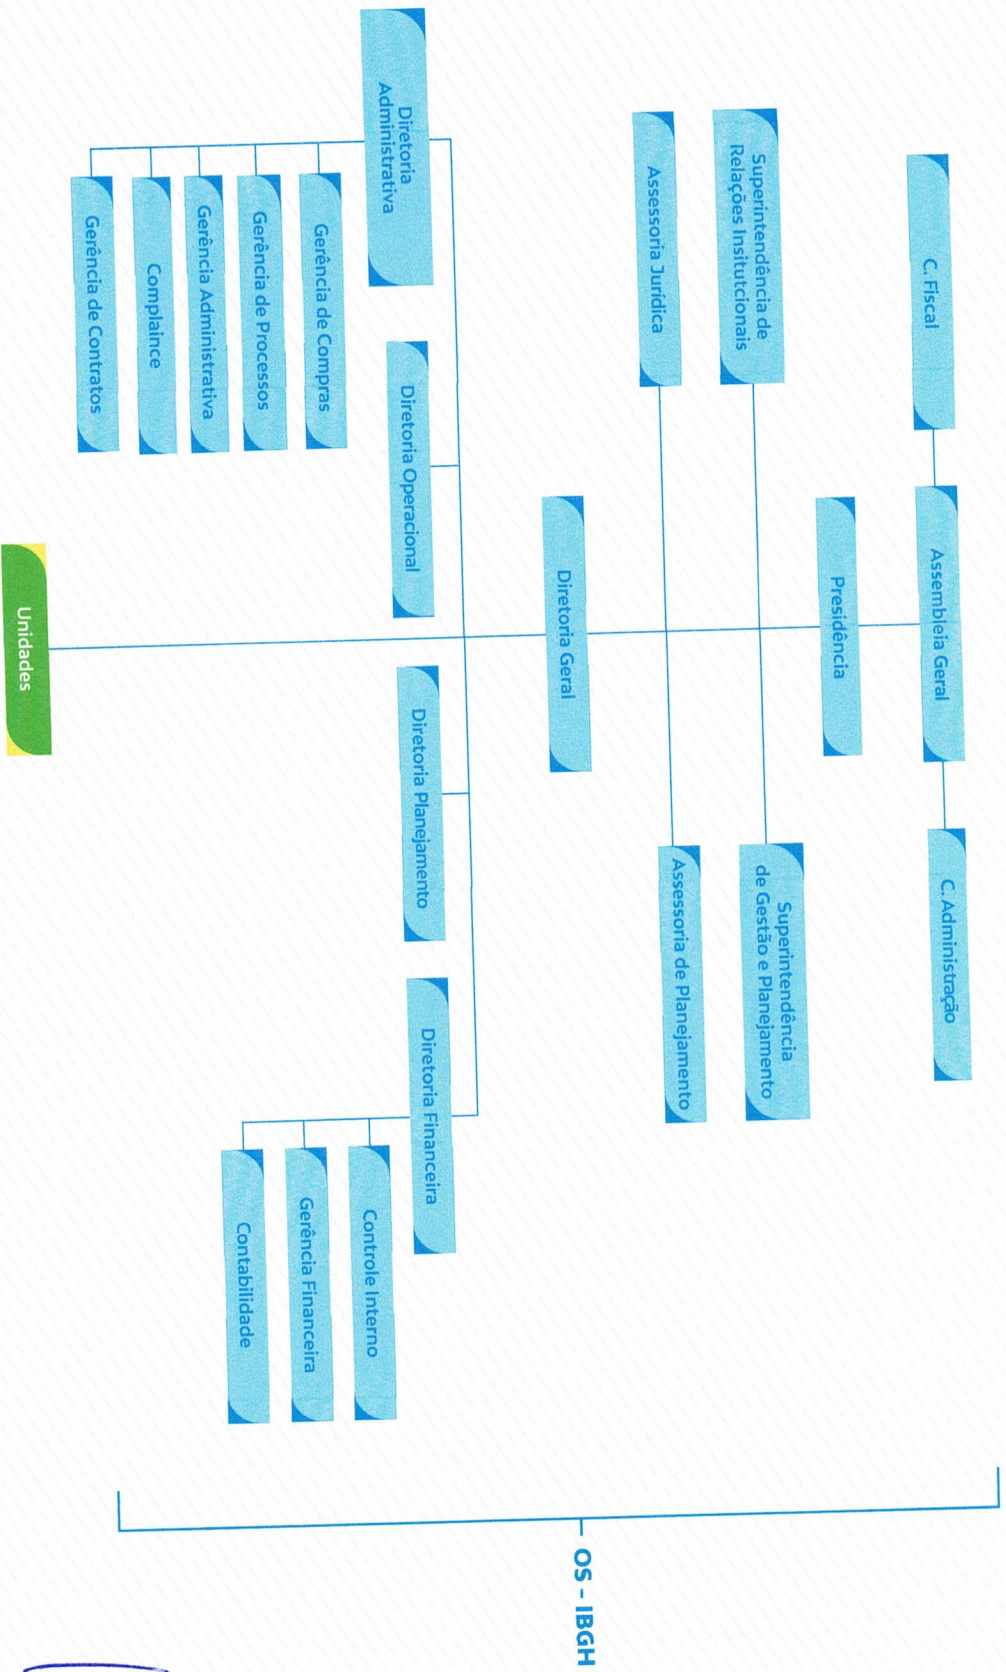 C. Fiscal
Assembleia Geral
C. Administração
Presidência
Superintendência de
Relações Insitutcionais
Superintendência
de Gestão e Planejamento
Assessoria Jurídica
Assessoria de Planejamento
Diretoria Geral
Diretoria
Administrativa
Diretoria Operacional
Diretoria Planejamento
Diretoria Financeira
Gerência de Compras
Gerência de Processos
Gerência Administrativa
Complaince
Gerência de Contratos
Controle Interno
Gerência Financeira
Contabilidade
Unidades
OS - IBGH